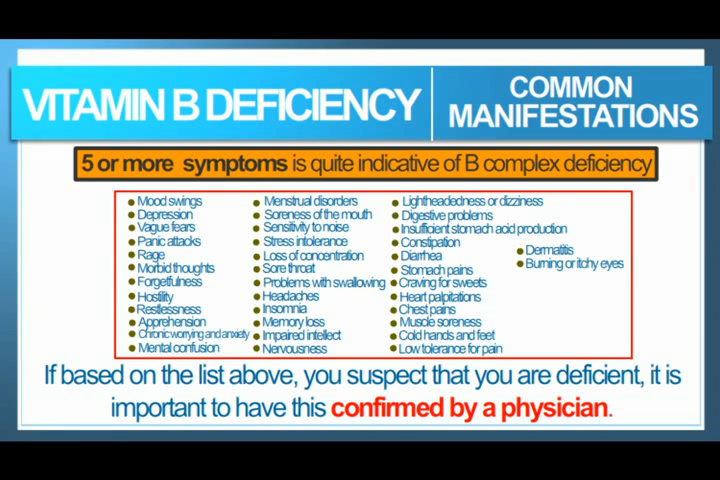 VITAMIN B DEFICIENCY
COMMON
MANIFESTATIONS
5 or more symptoms is quite indicative of B complex deficiency
Mood swings
Depression
Vague fears
Panic attacks
Rage
Morbid thoughts
Forgetfulness
Hostility
Restlessness
Apprehension
Chronic worrying and anxiety
Mental confusion
Menstrual disorders
Soreness of the mouth
Sensitivity to noise
Stress intolerance
Loss of concentration
Sore throat
Problems with swallowing
Headaches
Insomnia
Memory loss
Impaired intellect
Nervousness
Lightheadedness or dizziness
Digestive problems
Insufficient stomach acid production
Constipation
Diarrhea
Stomach pains
Craving for sweets
Heart palpitations
Chest pains
Muscle soreness
Cold hands and feet
Low tolerance for pain
Dermatitis
Burning or itchy eyes
If based on the list above, you suspect that you are deficient, it is
important to have this confirmed by a physician.